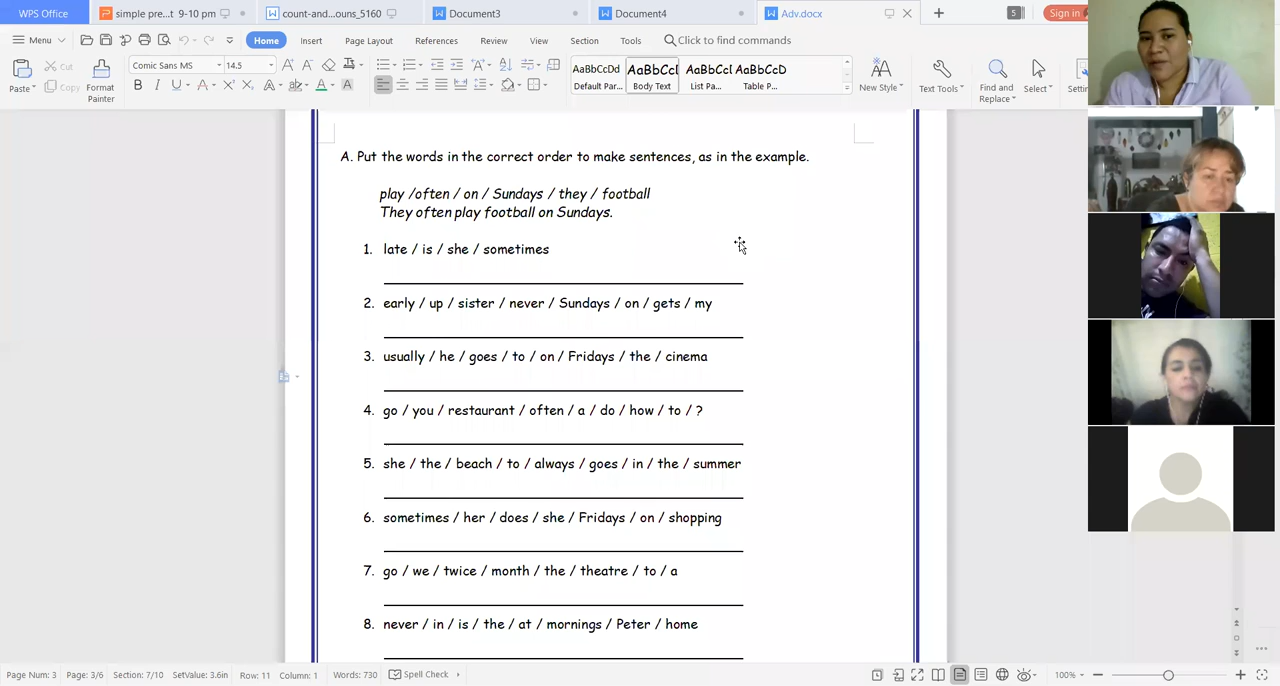 WPS Office
simple pre...t 9-10 pm
count-and...ouns_5160
Document3
Document4
Adv.docx
5
Sign in
Menu
Home
Insert
Page Layout
References
Review
View
Section
Tools
Click to find commands
Paste
Cut
Copy
Format Painter
Comic Sans MS
14.5
AaBbCcDd
Default Par...
AaBbCcI
Body Text
AaBbCcI
List Pa...
AaBbCcD
Table P...
New Style
Text Tools
Find and Replace
Select
A. Put the words in the correct order to make sentences, as in the example.
play /often / on / Sundays / they / football
They often play football on Sundays.
1. late / is / she / sometimes
2. early / up / sister / never / Sundays / on / gets / my
3. usually / he / goes / to / on / Fridays / the / cinema
4. go / you / restaurant / often / a / do / how / to / ?
5. she / the / beach / to / always / goes / in / the / summer
6. sometimes / her / does / she / Fridays / on / shopping
7. go / we / twice / month / the / theatre / to / a
8. never / in / is / the / at / mornings / Peter / home
Page Num: 3 Page: 3/6 Section: 7/10 SetValue: 3.6in Row: 11 Column: 1 Words: 730 Spell Check
100%